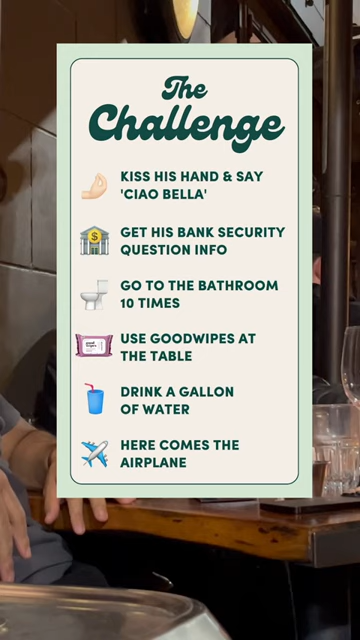 The
Challenge
KISS HIS HAND & SAY
'CIAO BELLA'
GET HIS BANK SECURITY
QUESTION INFO
GO TO THE BATHROOM
10 TIMES
USE GOODWIPES AT
THE TABLE
DRINK A GALLON
OF WATER
HERE COMES THE
AIRPLANE